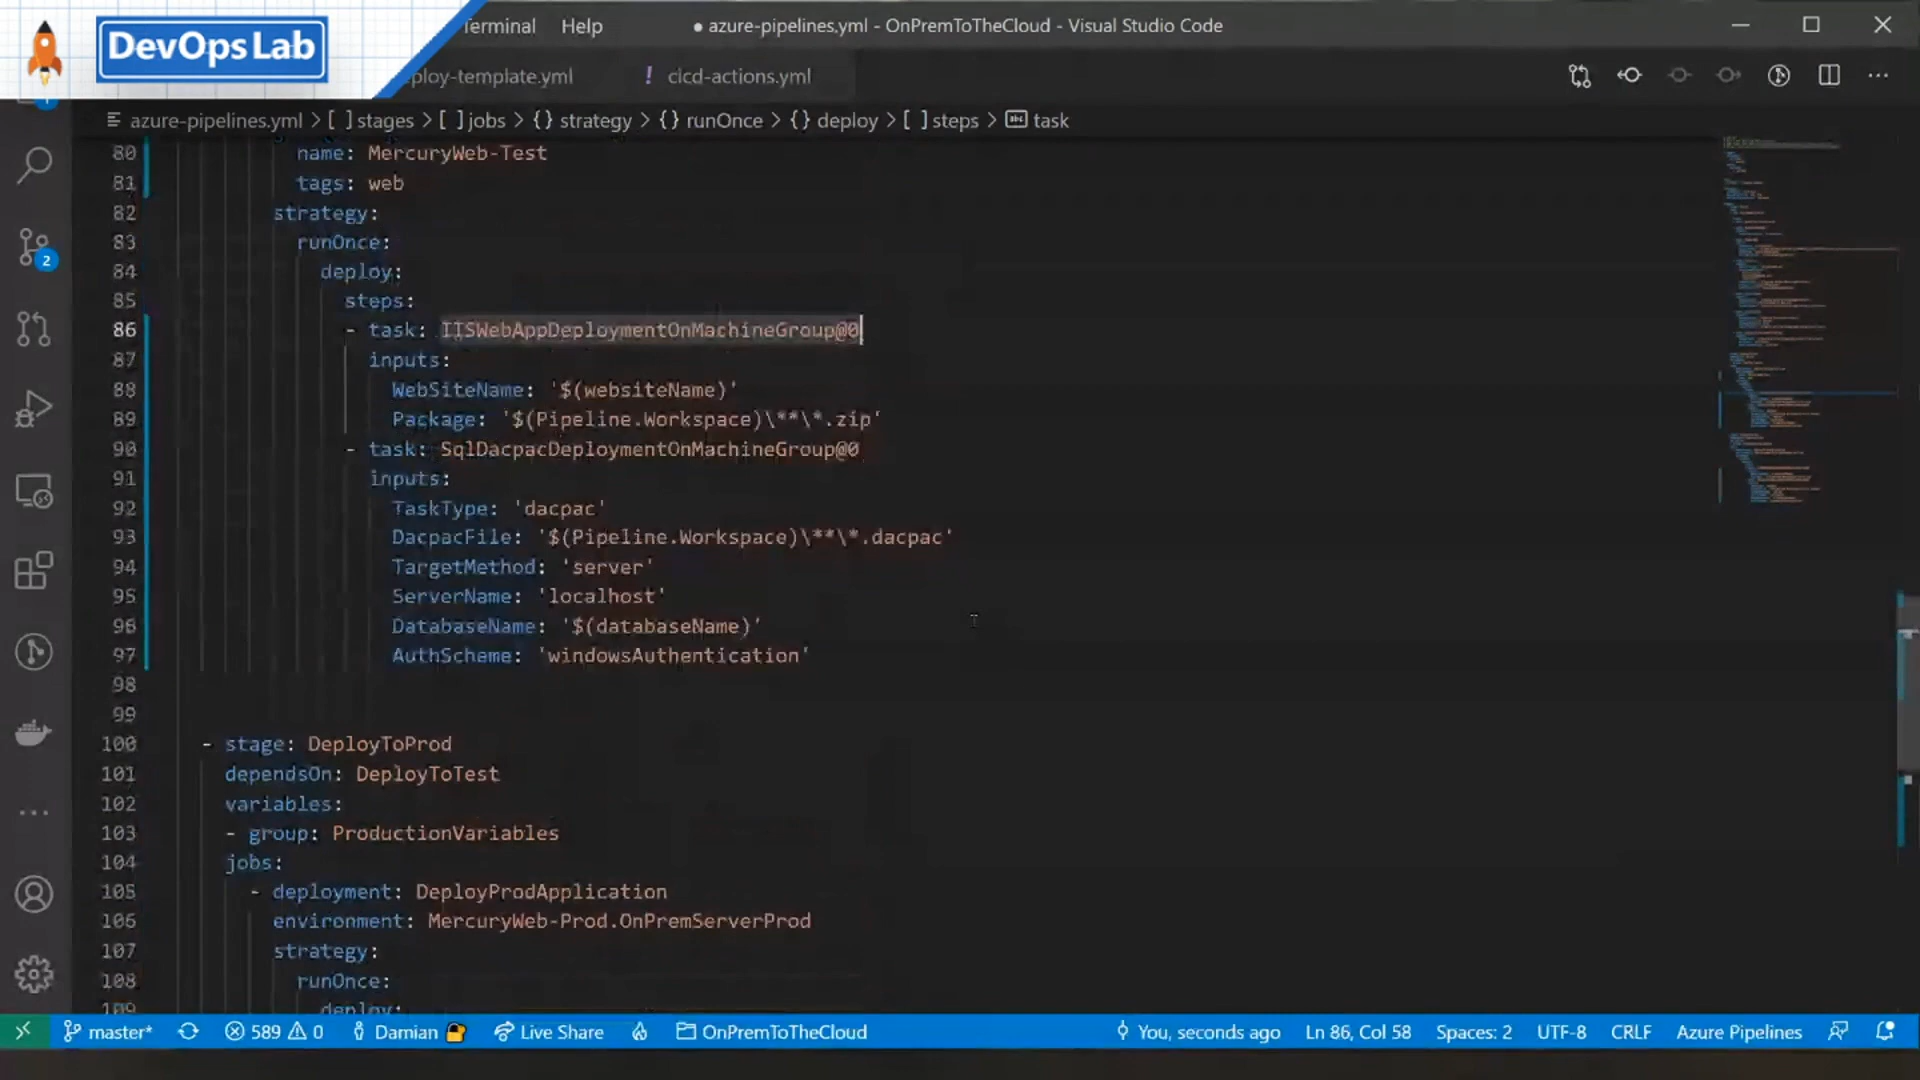 DevOps Lab
Terminal Help ● azure-pipelines.yml - OnPremToTheCloud - Visual Studio Code
eploy-template.yml ! cicd-actions.yml
azure-pipelines.yml > [ ] stages > [ ] jobs > {} strategy > {} runOnce > {} deploy > [ ] steps > task
80 name: MercuryWeb-Test
81 tags: web
82 strategy:
83 runOnce:
84 deploy:
85 steps:
86 - task: IISWebAppDeploymentOnMachineGroup@0
87 inputs:
88 WebSiteName: '$(websiteName)'
89 Package: '$(Pipeline.Workspace)\**\*.zip'
90 - task: SqlDacpacDeploymentOnMachineGroup@0
91 inputs:
92 TaskType: 'dacpac'
93 DacpacFile: '$(Pipeline.Workspace)\**\*.dacpac'
94 TargetMethod: 'server'
95 ServerName: 'localhost'
96 DatabaseName: '$(databaseName)'
97 AuthScheme: 'windowsAuthentication'
98
99
100 - stage: DeployToProd
101 dependsOn: DeployToTest
102 variables:
103 - group: ProductionVariables
104 jobs:
105 - deployment: DeployProdApplication
106 environment: MercuryWeb-Prod.OnPremServerProd
107 strategy:
108 runOnce:
109 deploy:
2
master* 589 0 Damian Live Share OnPremToTheCloud You, seconds ago Ln 86, Col 58 Spaces: 2 UTF-8 CRLF Azure Pipelines